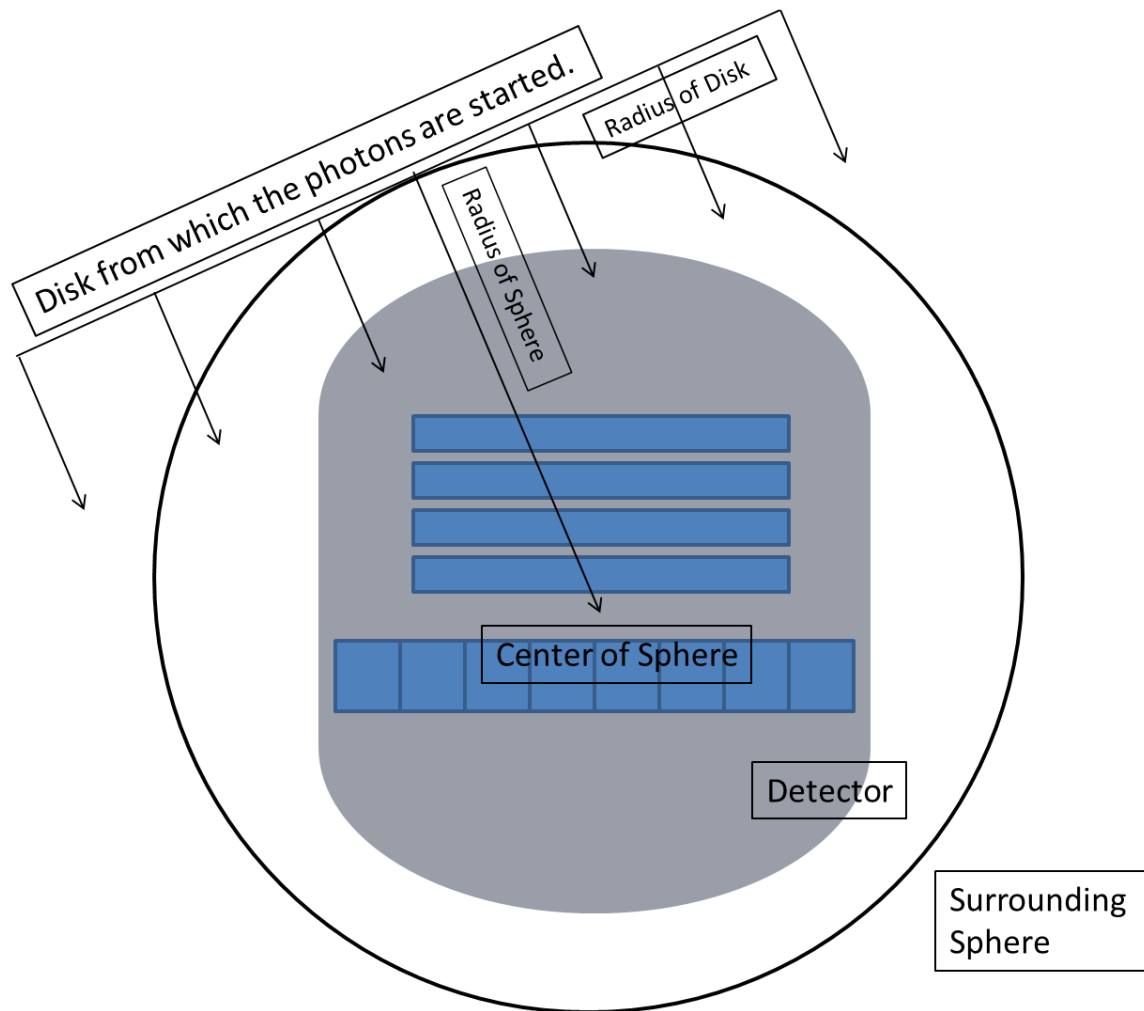 Disk from which the photons are started.
Radius of Disk
Radius of Sphere
Center of Sphere
Detector
Surrounding
Sphere